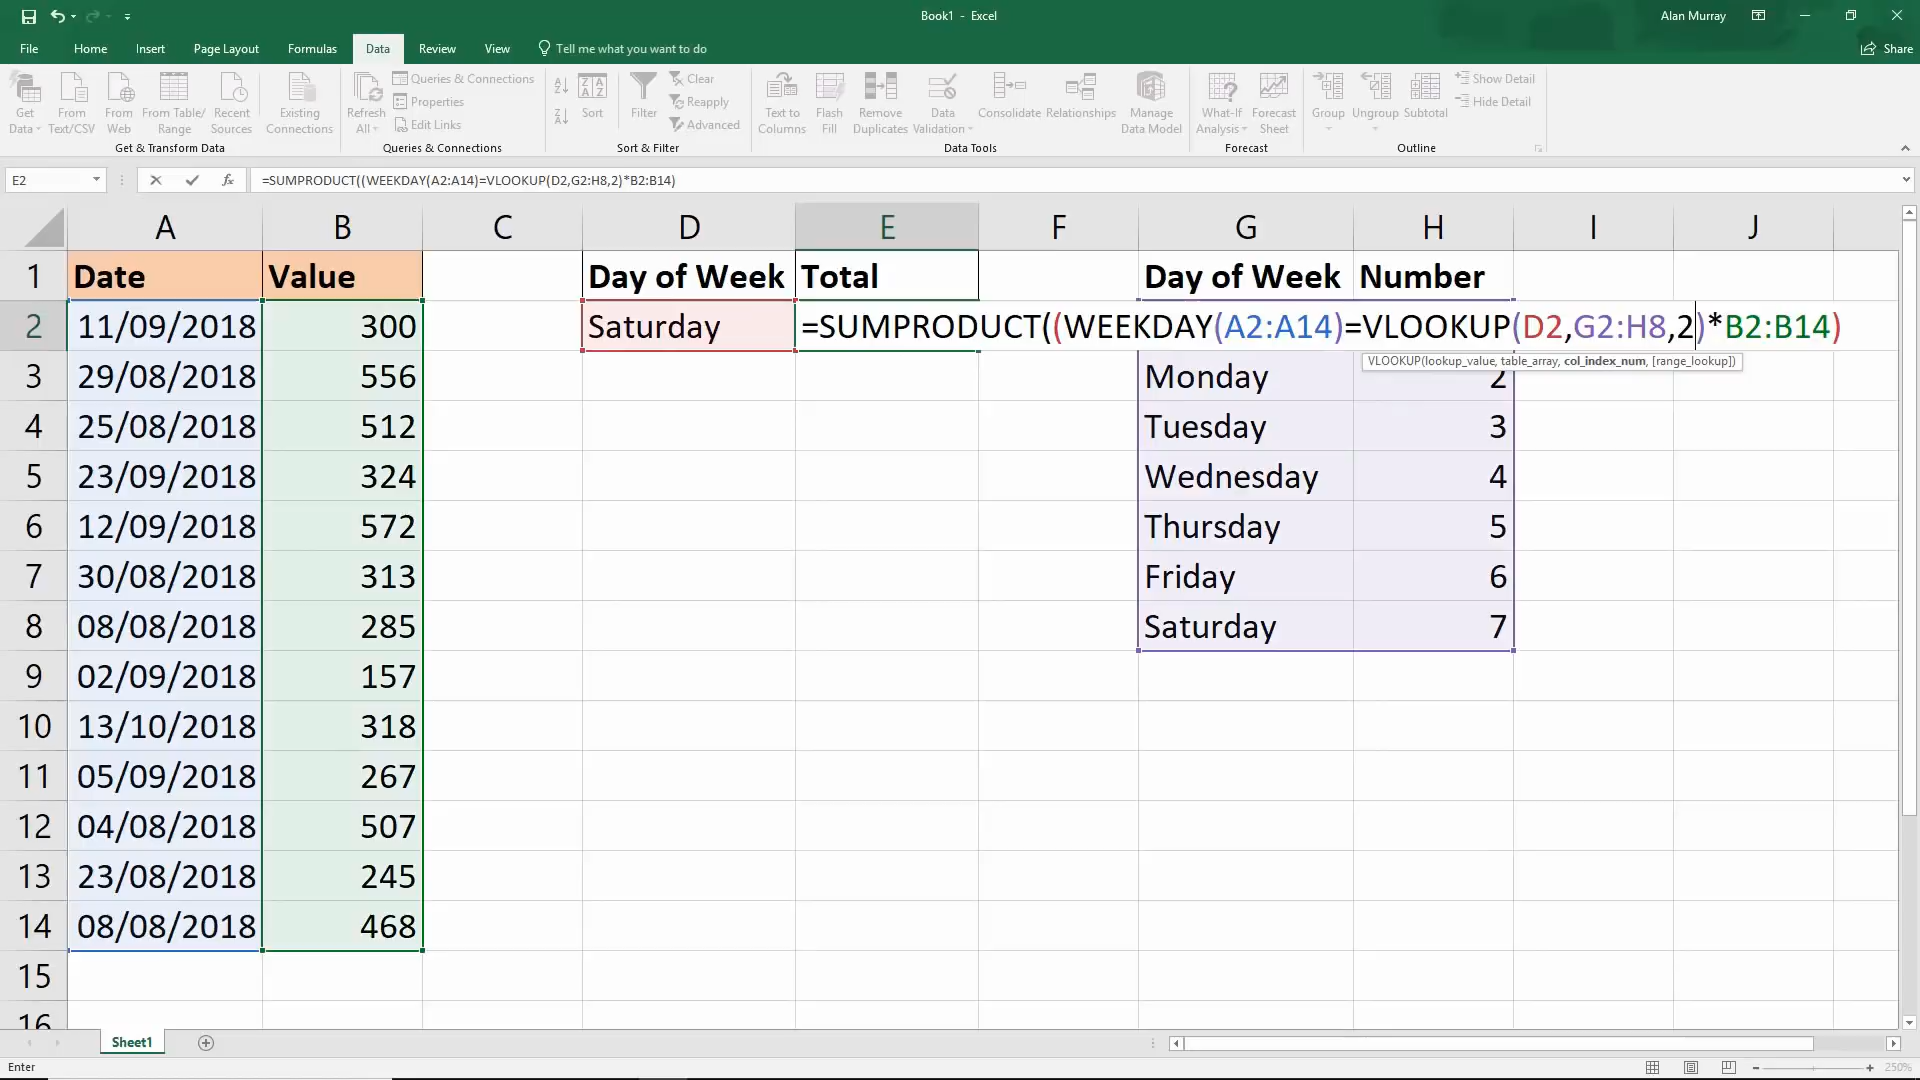 Book1 - Excel
Alan Murray
File Home Insert Page Layout Formulas Data Review View Tell me what you want to do Share
Get Data
From Text/CSV
From Web
From Table/ Range
Recent Sources
Existing Connections
Get & Transform Data
Refresh All
Queries & Connections
Properties
Edit Links
Queries & Connections
Sort
Filter
Clear
Reapply
Advanced
Sort & Filter
Text to Columns
Flash Fill
Remove Duplicates
Data Validation
Consolidate
Relationships
Manage Data Model
Data Tools
What-If Analysis
Forecast Sheet
Forecast
Group
Ungroup
Subtotal
Show Detail
Hide Detail
Outline
E2 fx =SUMPRODUCT((WEEKDAY(A2:A14)=VLOOKUP(D2,G2:H8,2)*B2:B14)
A B C D E F G H I J
1 Date Value Day of Week Total Day of Week Number
2 11/09/2018 300 Saturday =SUMPRODUCT((WEEKDAY(A2:A14)=VLOOKUP(D2,G2:H8,2)*B2:B14)
VLOOKUP(lookup_value, table_array, col_index_num, [range_lookup])
3 29/08/2018 556 Monday 2
4 25/08/2018 512 Tuesday 3
5 23/09/2018 324 Wednesday 4
6 12/09/2018 572 Thursday 5
7 30/08/2018 313 Friday 6
8 08/08/2018 285 Saturday 7
9 02/09/2018 157
10 13/10/2018 318
11 05/09/2018 267
12 04/08/2018 507
13 23/08/2018 245
14 08/08/2018 468
15
16
Sheet1
Enter 250%